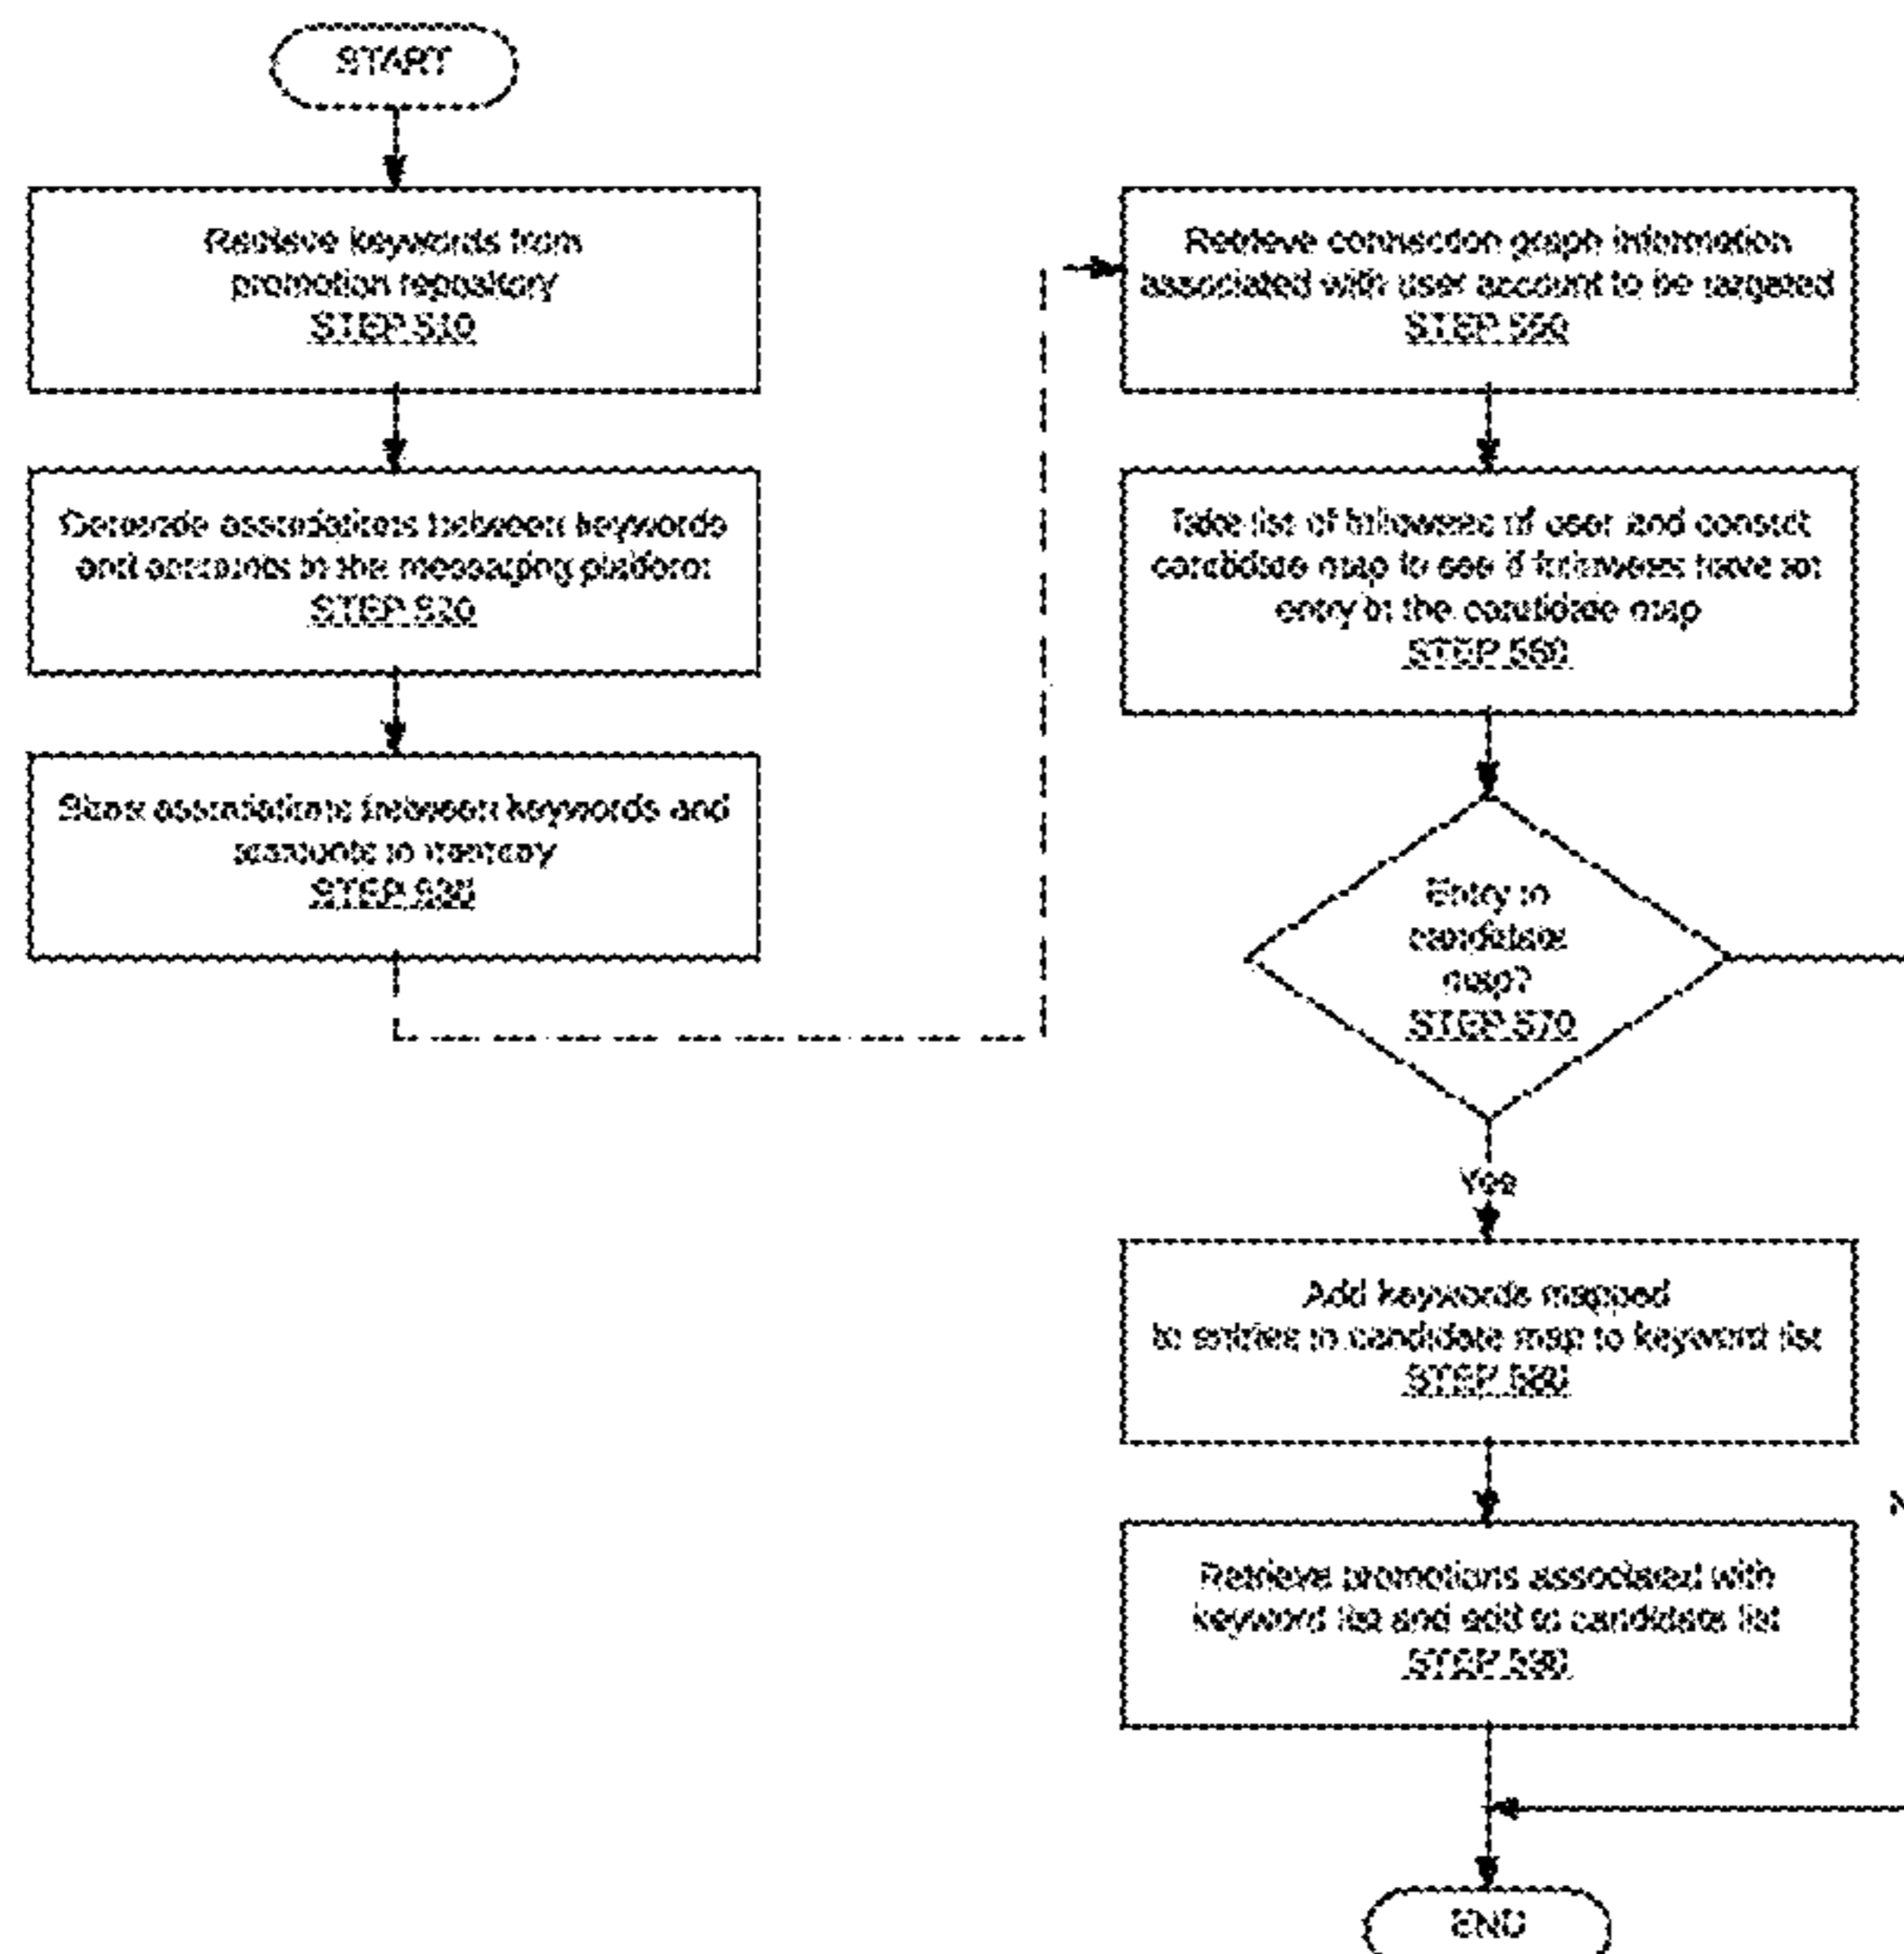 START
Retrieve keywords from
promotion repository
STEP 510
Generate associations between keywords
and accounts in the messaging platform
STEP 520
Store associations between keywords and
accounts in memory
STEP 530
Retrieve connection graph information
associated with user account to be targeted
STEP 550
Take list of followees of user and consult
candidate map to see if followees have an
entry in the candidate map
STEP 560
Entry in
candidate
map?
STEP 570
Yes
Add keywords mapped
to entries in candidate map to keyword list
STEP 580
Retrieve promotions associated with
keyword list and add to candidate list
STEP 590
END